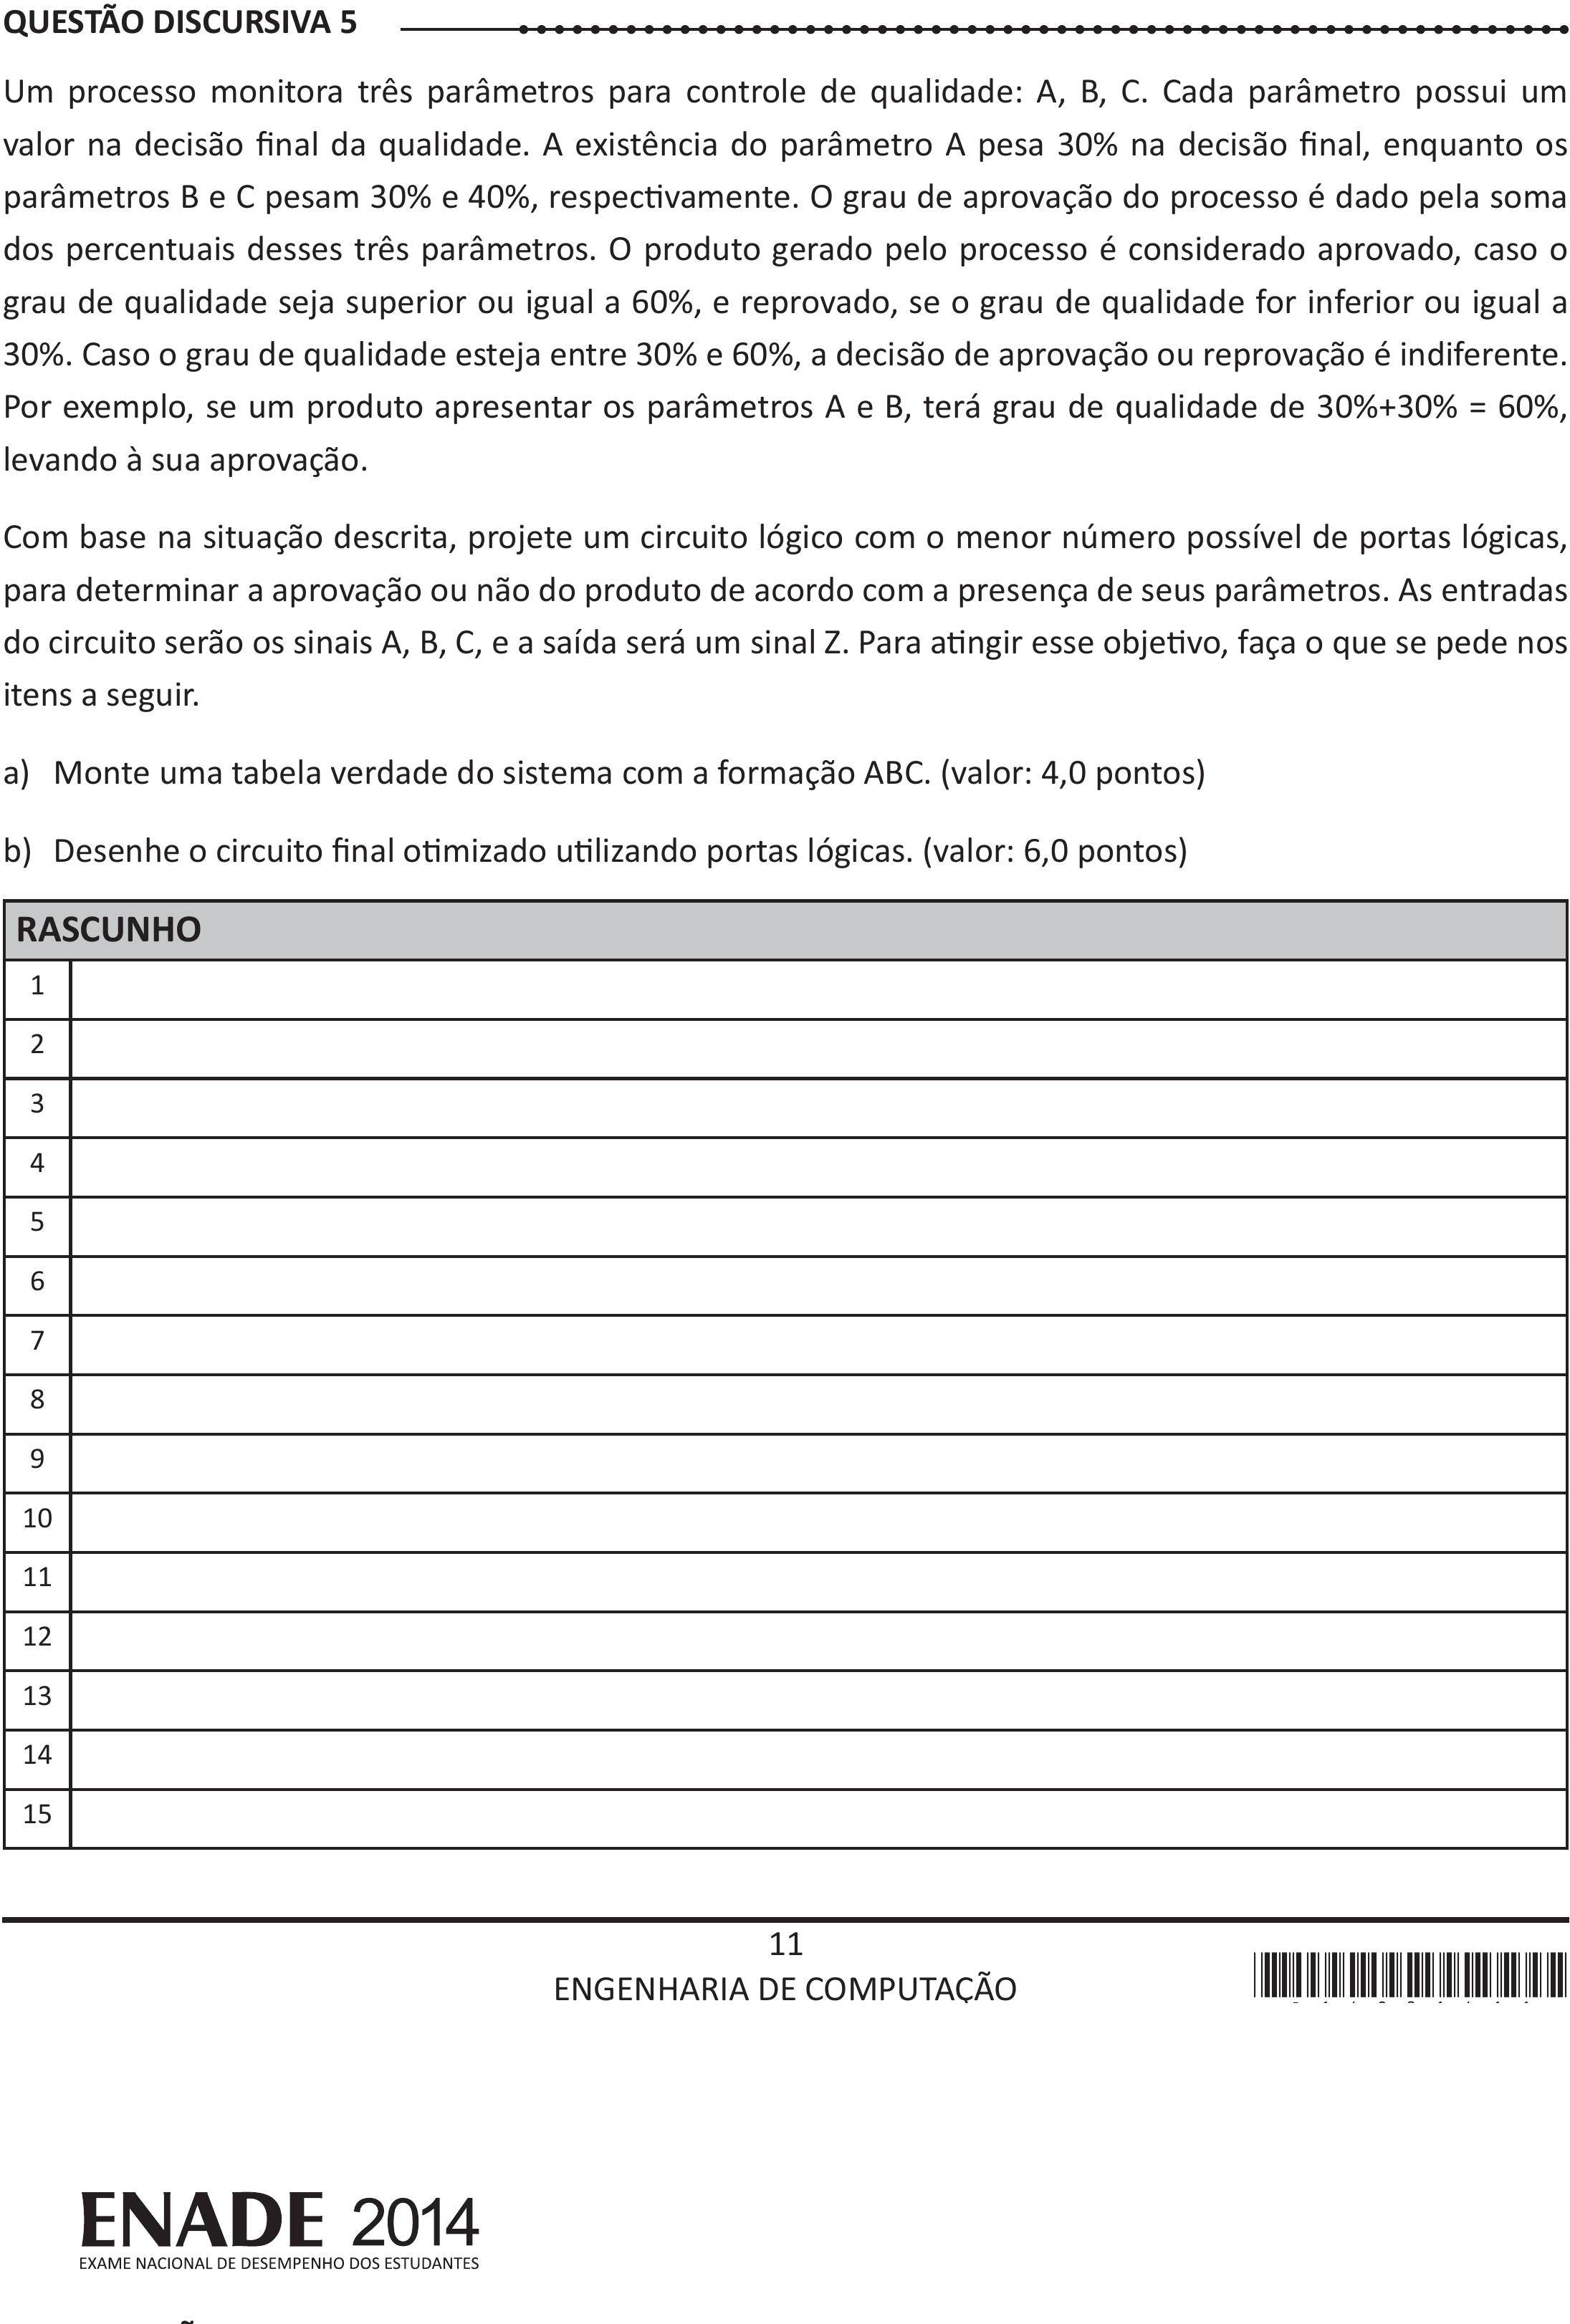 QUESTÃO DISCURSIVA 5
Um processo monitora três parâmetros para controle de qualidade: A, B, C. Cada parâmetro possui um
valor na decisão final da qualidade. A existência do parâmetro A pesa 30% na decisão final, enquanto os
parâmetros B e C pesam 30% e 40%, respectivamente. O grau de aprovação do processo é dado pela soma
dos percentuais desses três parâmetros. O produto gerado pelo processo é considerado aprovado, caso o
grau de qualidade seja superior ou igual a 60%, e reprovado, se o grau de qualidade for inferior ou igual a
30%. Caso o grau de qualidade esteja entre 30% e 60%, a decisão de aprovação ou reprovação é indiferente.
Por exemplo, se um produto apresentar os parâmetros A e B, terá grau de qualidade de 30%+30% = 60%,
levando à sua aprovação.
Com base na situação descrita, projete um circuito lógico com o menor número possível de portas lógicas,
para determinar a aprovação ou não do produto de acordo com a presença de seus parâmetros. As entradas
do circuito serão os sinais A, B, C, e a saída será um sinal Z. Para atingir esse objetivo, faça o que se pede nos
itens a seguir.
a) Monte uma tabela verdade do sistema com a formação ABC. (valor: 4,0 pontos)
b) Desenhe o circuito final otimizado utilizando portas lógicas. (valor: 6,0 pontos)
RASCUNHO
1
2
3
4
5
6
7
8
9
10
11
12
13
14
15
11
ENGENHARIA DE COMPUTAÇÃO
ENADE 2014
EXAME NACIONAL DE DESEMPENHO DOS ESTUDANTES